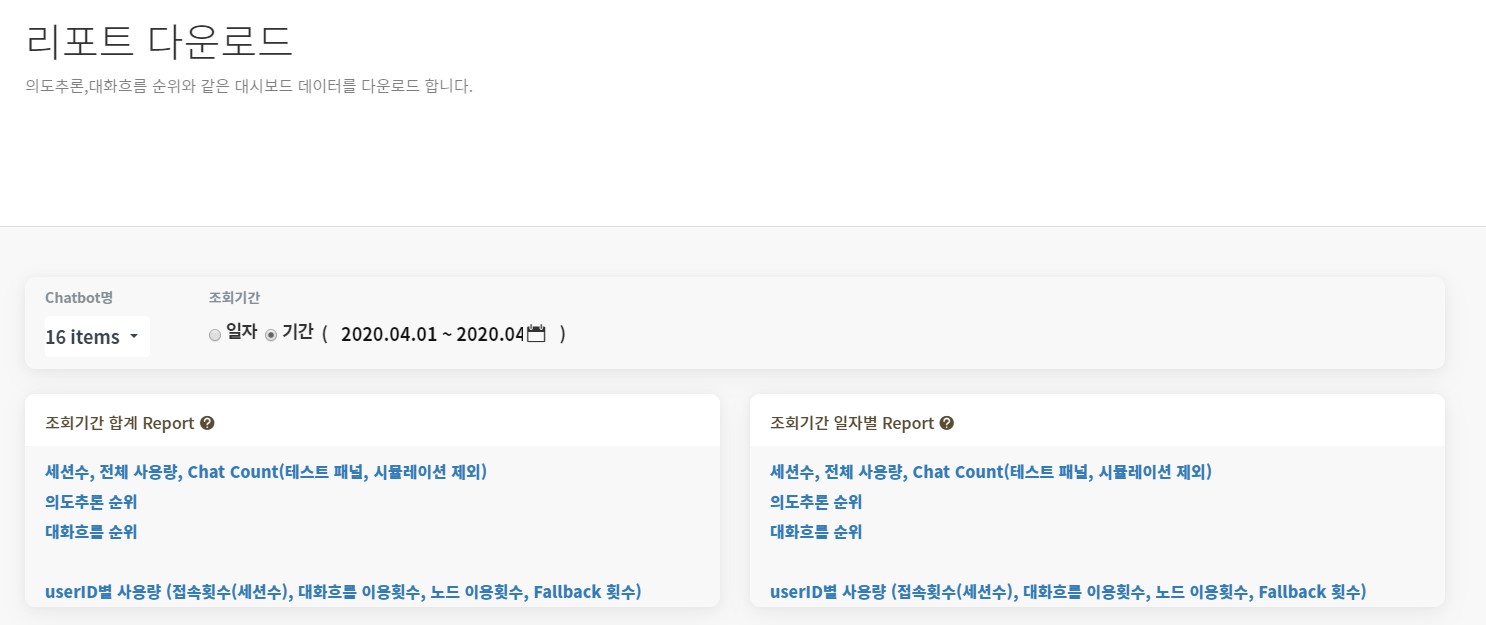 리포트 다운로드
의도추론,대화흐름 순위와 같은 대시보드 데이터를 다운로드 합니다.
Chatbot명
조회기간
16 items
일자 기간 ( 2020.04.01 ~ 2020.04 )
조회기간 합계 Report ?
세션수, 전체 사용량, Chat Count(테스트 패널, 시뮬레이션 제외)
의도추론 순위
대화흐름 순위
userID별 사용량 (접속횟수(세션수), 대화흐름 이용횟수, 노드 이용횟수, Fallback 횟수)
조회기간 일자별 Report ?
세션수, 전체 사용량, Chat Count(테스트 패널, 시뮬레이션 제외)
의도추론 순위
대화흐름 순위
userID별 사용량 (접속횟수(세션수), 대화흐름 이용횟수, 노드 이용횟수, Fallback 횟수)